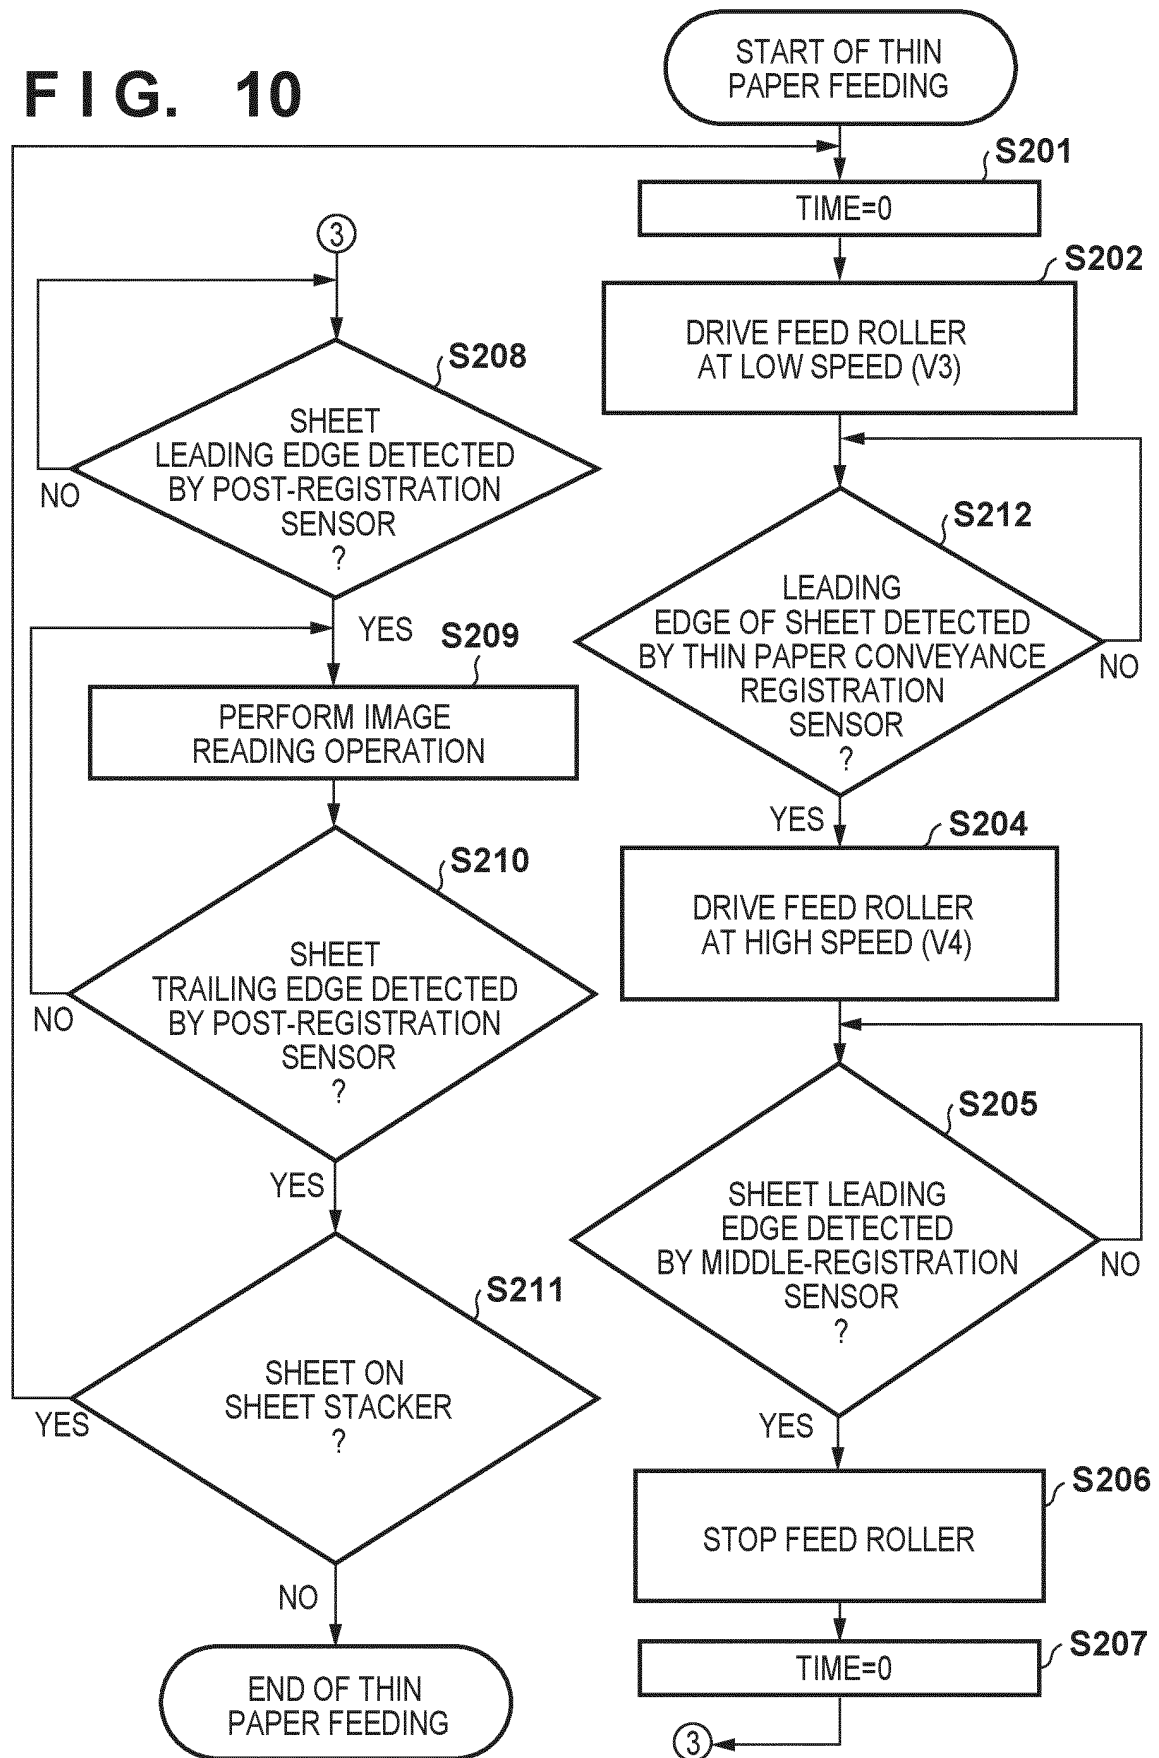 FIG. 10
START OF THIN
PAPER FEEDING
S201
TIME=0
S202
DRIVE FEED ROLLER
AT LOW SPEED (V3)
S212
LEADING
EDGE OF SHEET DETECTED
BY THIN PAPER CONVEYANCE
REGISTRATION
SENSOR
?
NO
YES
S204
DRIVE FEED ROLLER
AT HIGH SPEED (V4)
S205
SHEET LEADING
EDGE DETECTED
BY MIDDLE-REGISTRATION
SENSOR
?
NO
YES
S206
STOP FEED ROLLER
S207
TIME=0
3
3
S208
SHEET
LEADING EDGE DETECTED
BY POST-REGISTRATION
SENSOR
?
NO
YES
S209
PERFORM IMAGE
READING OPERATION
S210
SHEET
TRAILING EDGE DETECTED
BY POST-REGISTRATION
SENSOR
?
NO
YES
S211
SHEET ON
SHEET STACKER
?
YES
NO
END OF THIN
PAPER FEEDING